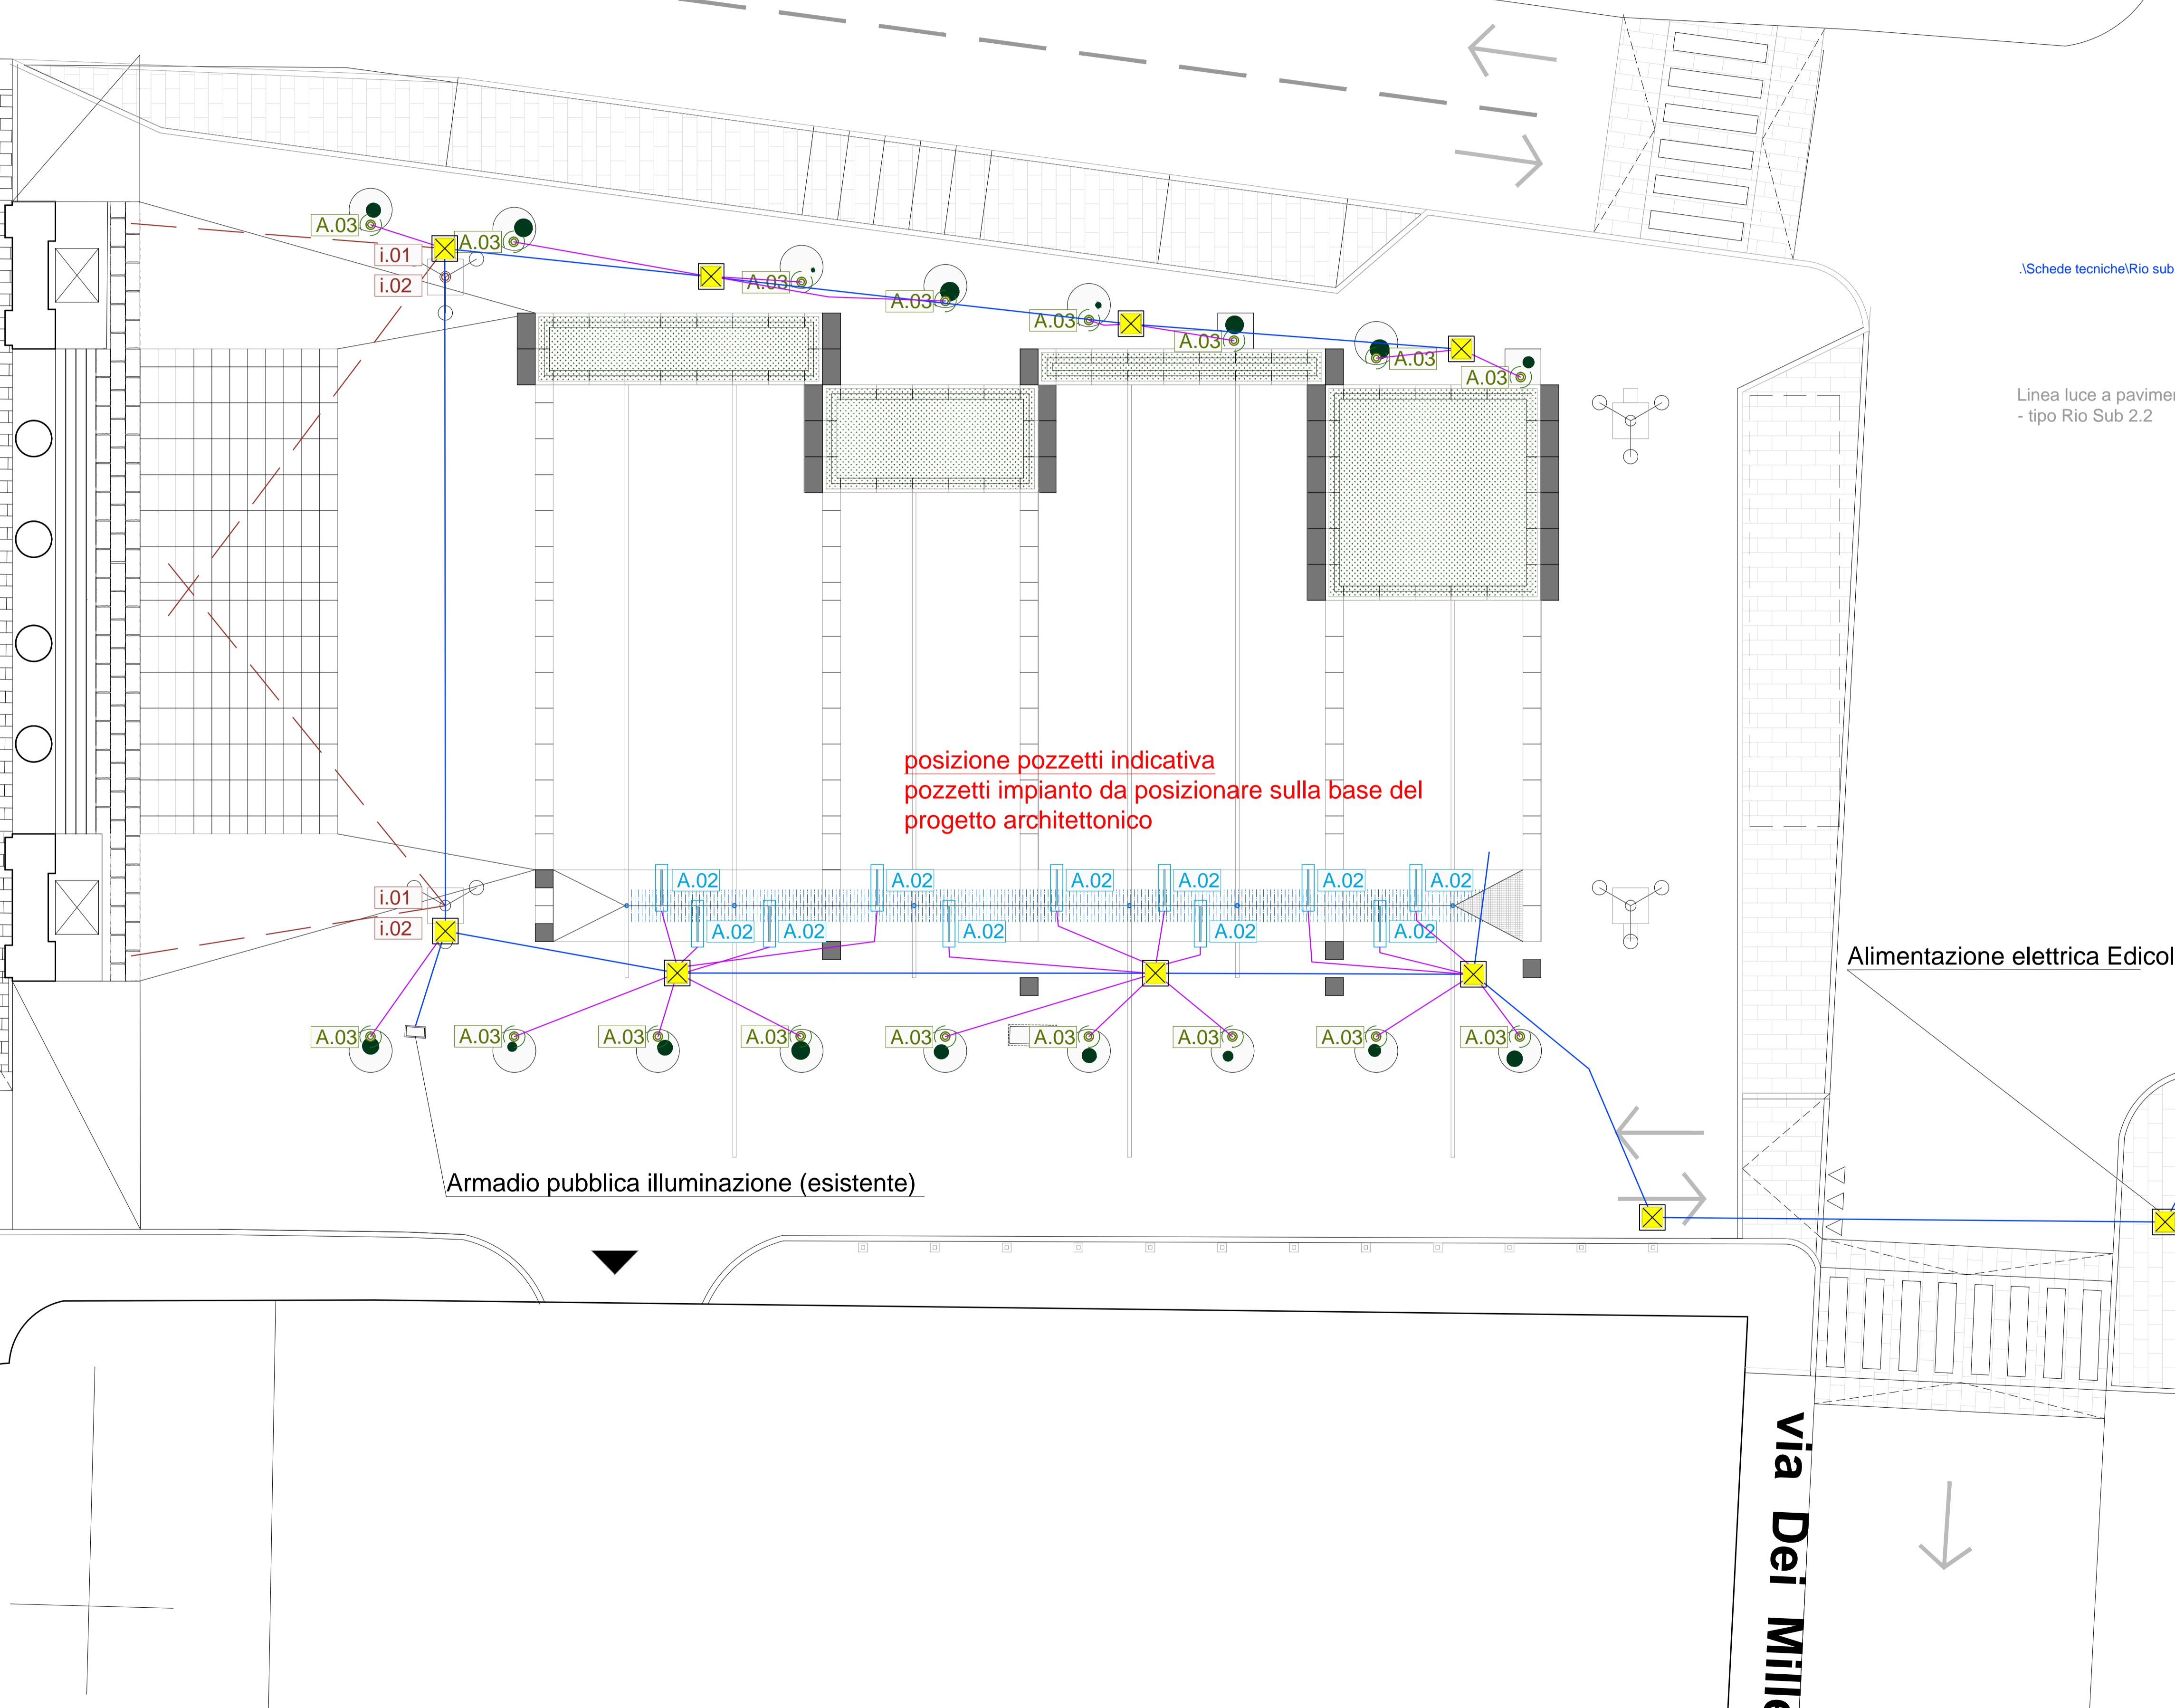 A.03
A.03
i.01
i.02
A.03
A.03
A.03
A.03
A.03
A.03
.\Schede tecniche\Rio sub
Linea luce a pavimen
- tipo Rio Sub 2.2
posizione pozzetti indicativa
pozzetti impianto da posizionare sulla base del
progetto architettonico
A.02
A.02
A.02
A.02
A.02
A.02
i.01
i.02
A.02
A.02
A.02
A.02
A.02
Alimentazione elettrica Edicol
A.03
A.03
A.03
A.03
A.03
A.03
A.03
A.03
A.03
Armadio pubblica illuminazione (esistente)
via Dei Mille